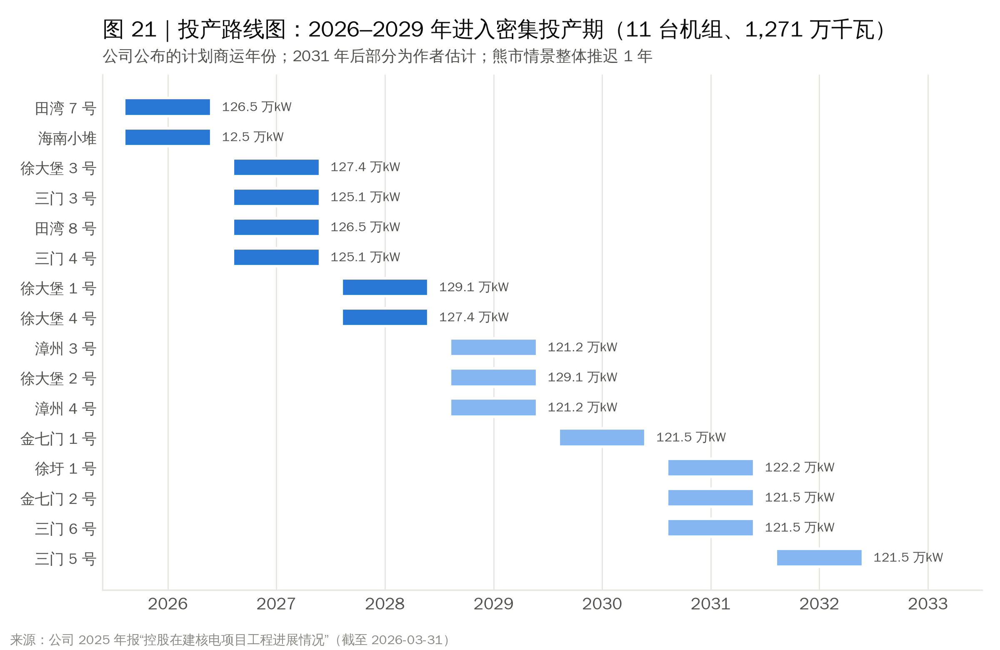 图 21｜投产路线图：2026–2029 年进入密集投产期（11 台机组、1,271 万千瓦）
公司公布的计划商运年份；2031 年后部分为作者估计；熊市情景整体推迟 1 年
田湾 7 号 126.5 万kW
海南小堆 12.5 万kW
徐大堡 3 号 127.4 万kW
三门 3 号 125.1 万kW
田湾 8 号 126.5 万kW
三门 4 号 125.1 万kW
徐大堡 1 号 129.1 万kW
徐大堡 4 号 127.4 万kW
漳州 3 号 121.2 万kW
徐大堡 2 号 129.1 万kW
漳州 4 号 121.2 万kW
金七门 1 号 121.5 万kW
徐圩 1 号 122.2 万kW
金七门 2 号 121.5 万kW
三门 6 号 121.5 万kW
三门 5 号 121.5 万kW
2026 2027 2028 2029 2030 2031 2032 2033
来源：公司 2025 年报“控股在建核电项目工程进展情况”（截至 2026-03-31）